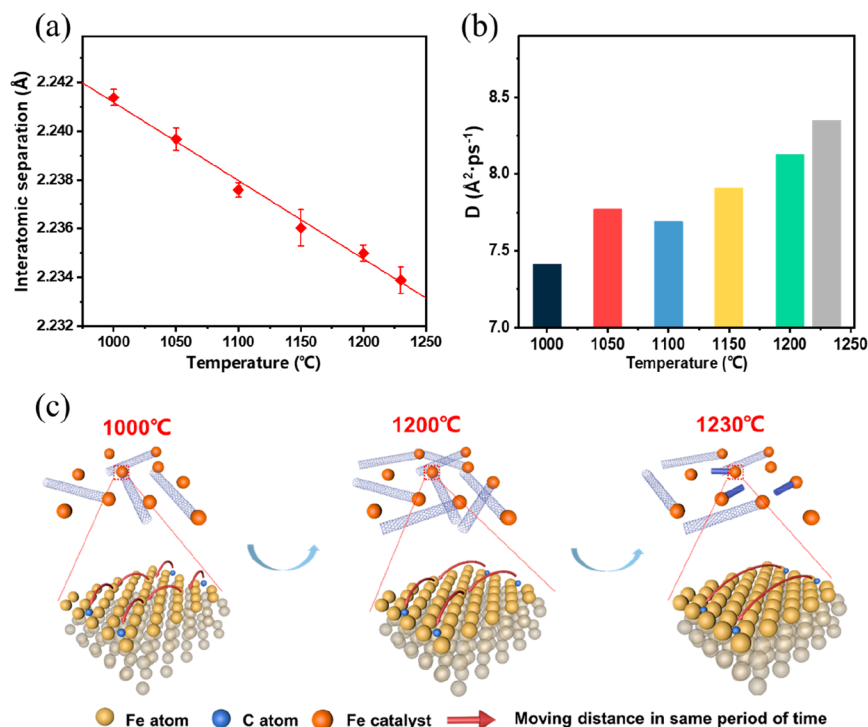 (a)
Interatomic separation (Å)
2.242
2.240
2.238
2.236
2.234
2.232
1000 1050 1100 1150 1200 1250
Temperature (℃)
(b)
D (Å²·ps⁻¹)
8.5
8.0
7.5
7.0
1000 1050 1100 1150 1200 1250
Temperature(℃)
(c)
1000℃ 1200℃ 1230℃
Fe atom C atom Fe catalyst Moving distance in same period of time